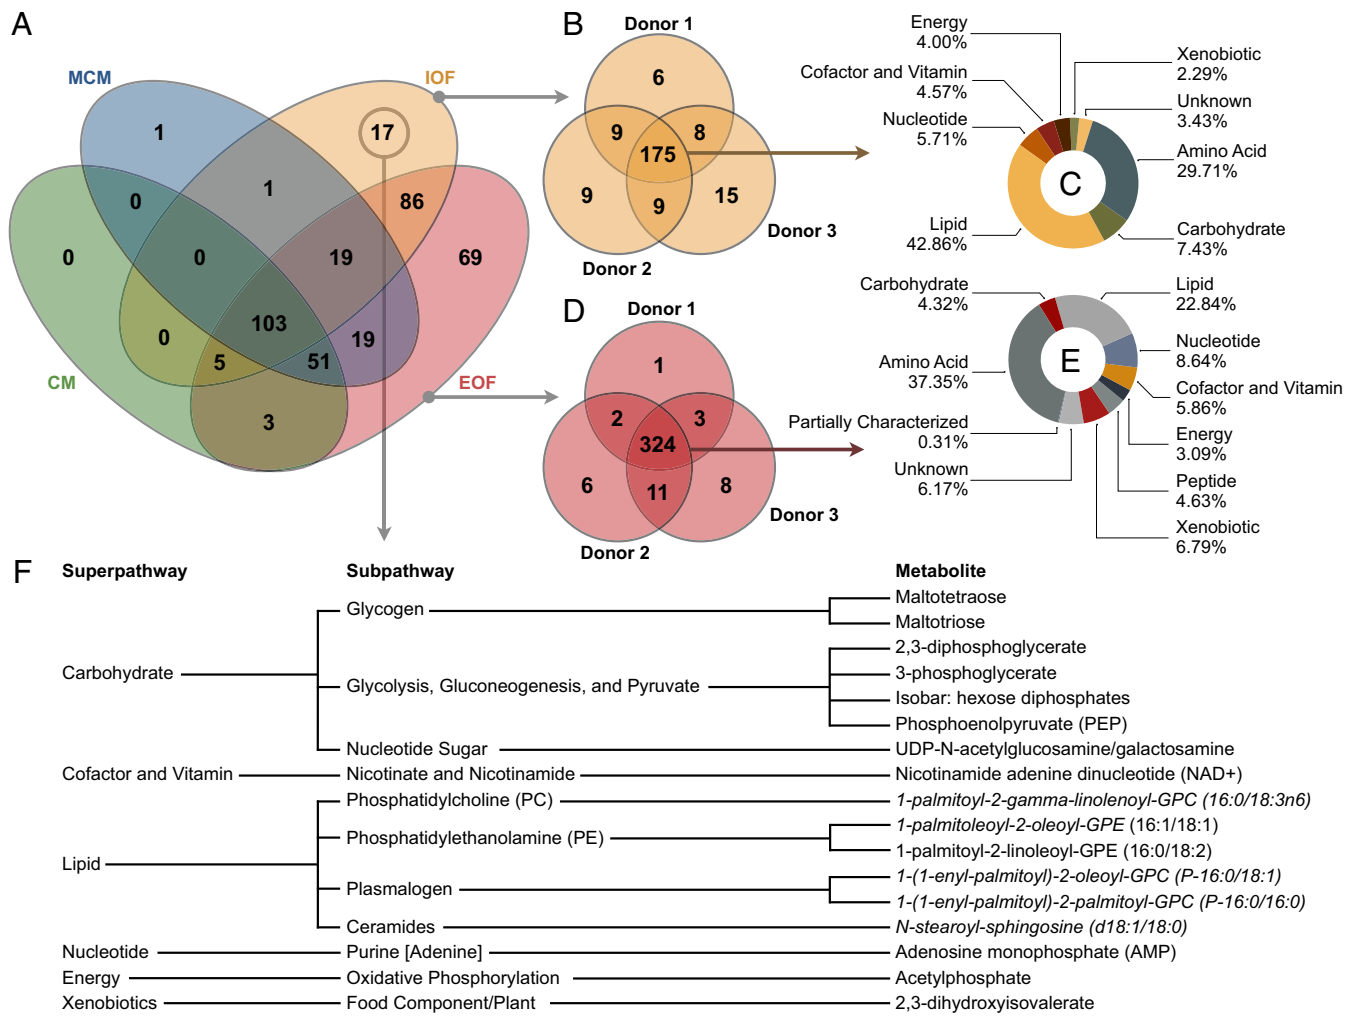 A
MCM
IOF
1
17
0
1
86
0
0
19
69
103
0
5
51
19
CM
EOF
3
B
Donor 1
6
9
8
175
9
9
15
Donor 3
Donor 2
Energy
4.00%
Cofactor and Vitamin
4.57%
Nucleotide
5.71%
Lipid
42.86%
C
Xenobiotic
2.29%
Unknown
3.43%
Amino Acid
29.71%
Carbohydrate
7.43%
D
Donor 1
1
2
3
324
6
11
8
Donor 3
Donor 2
Carbohydrate
4.32%
Amino Acid
37.35%
Partially Characterized
0.31%
Unknown
6.17%
E
Lipid
22.84%
Nucleotide
8.64%
Cofactor and Vitamin
5.86%
Energy
3.09%
Peptide
4.63%
Xenobiotic
6.79%
F
Superpathway Subpathway Metabolite
Maltotetraose
Glycogen
Maltotriose
2,3-diphosphoglycerate
Carbohydrate 3-phosphoglycerate
Glycolysis, Gluconeogenesis, and Pyruvate
Isobar: hexose diphosphates
Phosphoenolpyruvate (PEP)
Nucleotide Sugar UDP-N-acetylglucosamine/galactosamine
Cofactor and Vitamin Nicotinate and Nicotinamide Nicotinamide adenine dinucleotide (NAD+)
Phosphatidylcholine (PC) 1-palmitoyl-2-gamma-linolenoyl-GPC (16:0/18:3n6)
1-palmitoleoyl-2-oleoyl-GPE (16:1/18:1)
Phosphatidylethanolamine (PE)
1-palmitoyl-2-linoleoyl-GPE (16:0/18:2)
Lipid
1-(1-enyl-palmitoyl)-2-oleoyl-GPC (P-16:0/18:1)
Plasmalogen
1-(1-enyl-palmitoyl)-2-palmitoyl-GPC (P-16:0/16:0)
Ceramides N-stearoyl-sphingosine (d18:1/18:0)
Nucleotide Purine [Adenine] Adenosine monophosphate (AMP)
Energy Oxidative Phosphorylation Acetylphosphate
Xenobiotics Food Component/Plant 2,3-dihydroxyisovalerate